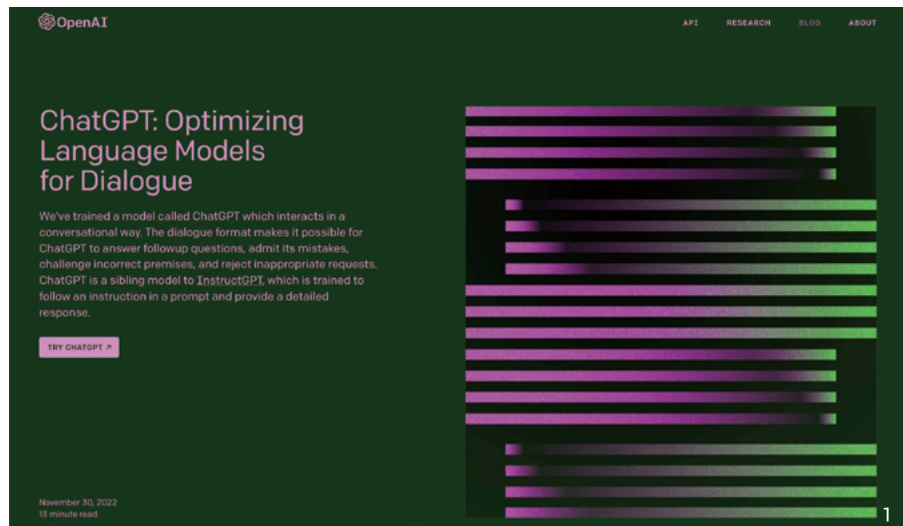 OpenAI
API RESEARCH BLOG ABOUT
ChatGPT: Optimizing
Language Models
for Dialogue
We've trained a model called ChatGPT which interacts in a
conversational way. The dialogue format makes it possible for
ChatGPT to answer followup questions, admit its mistakes,
challenge incorrect premises, and reject inappropriate requests.
ChatGPT is a sibling model to InstructGPT, which is trained to
follow an instruction in a prompt and provide a detailed
response.
TRY CHATGPT ↗
November 30, 2022
13 minute read
1